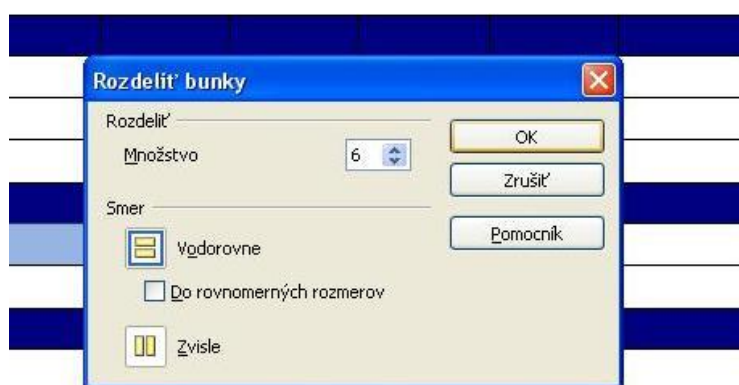 Rozdeliť bunky
Rozdeliť
Množstvo
6
OK
Zrušiť
Pomocník
Smer
Vodorovne
Do rovnomerných rozmerov
Zvisle